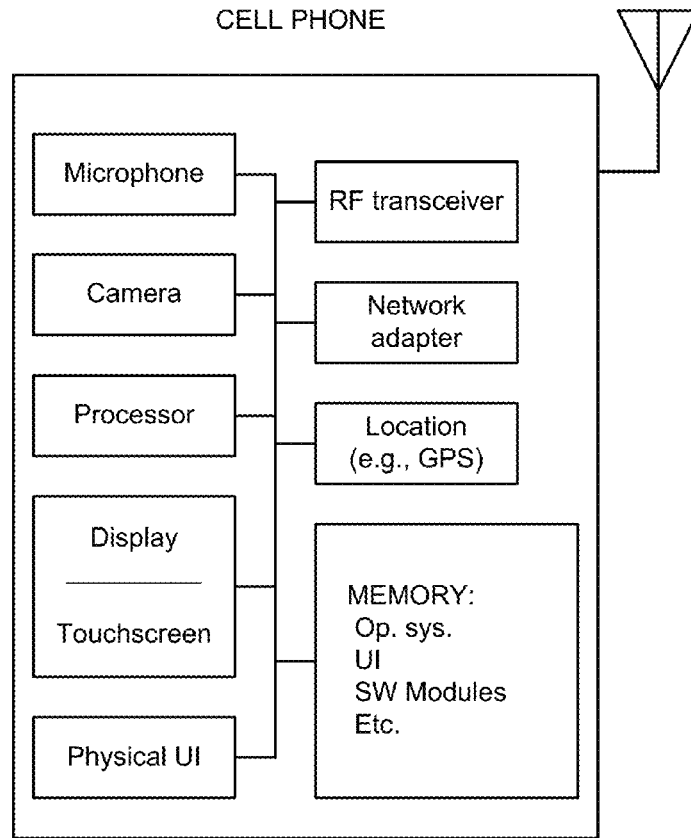 CELL PHONE
Microphone
Camera
Processor
Display
Touchscreen
Physical UI
RF transceiver
Network
adapter
Location
(e.g., GPS)
MEMORY:
Op. sys.
UI
SW Modules
Etc.